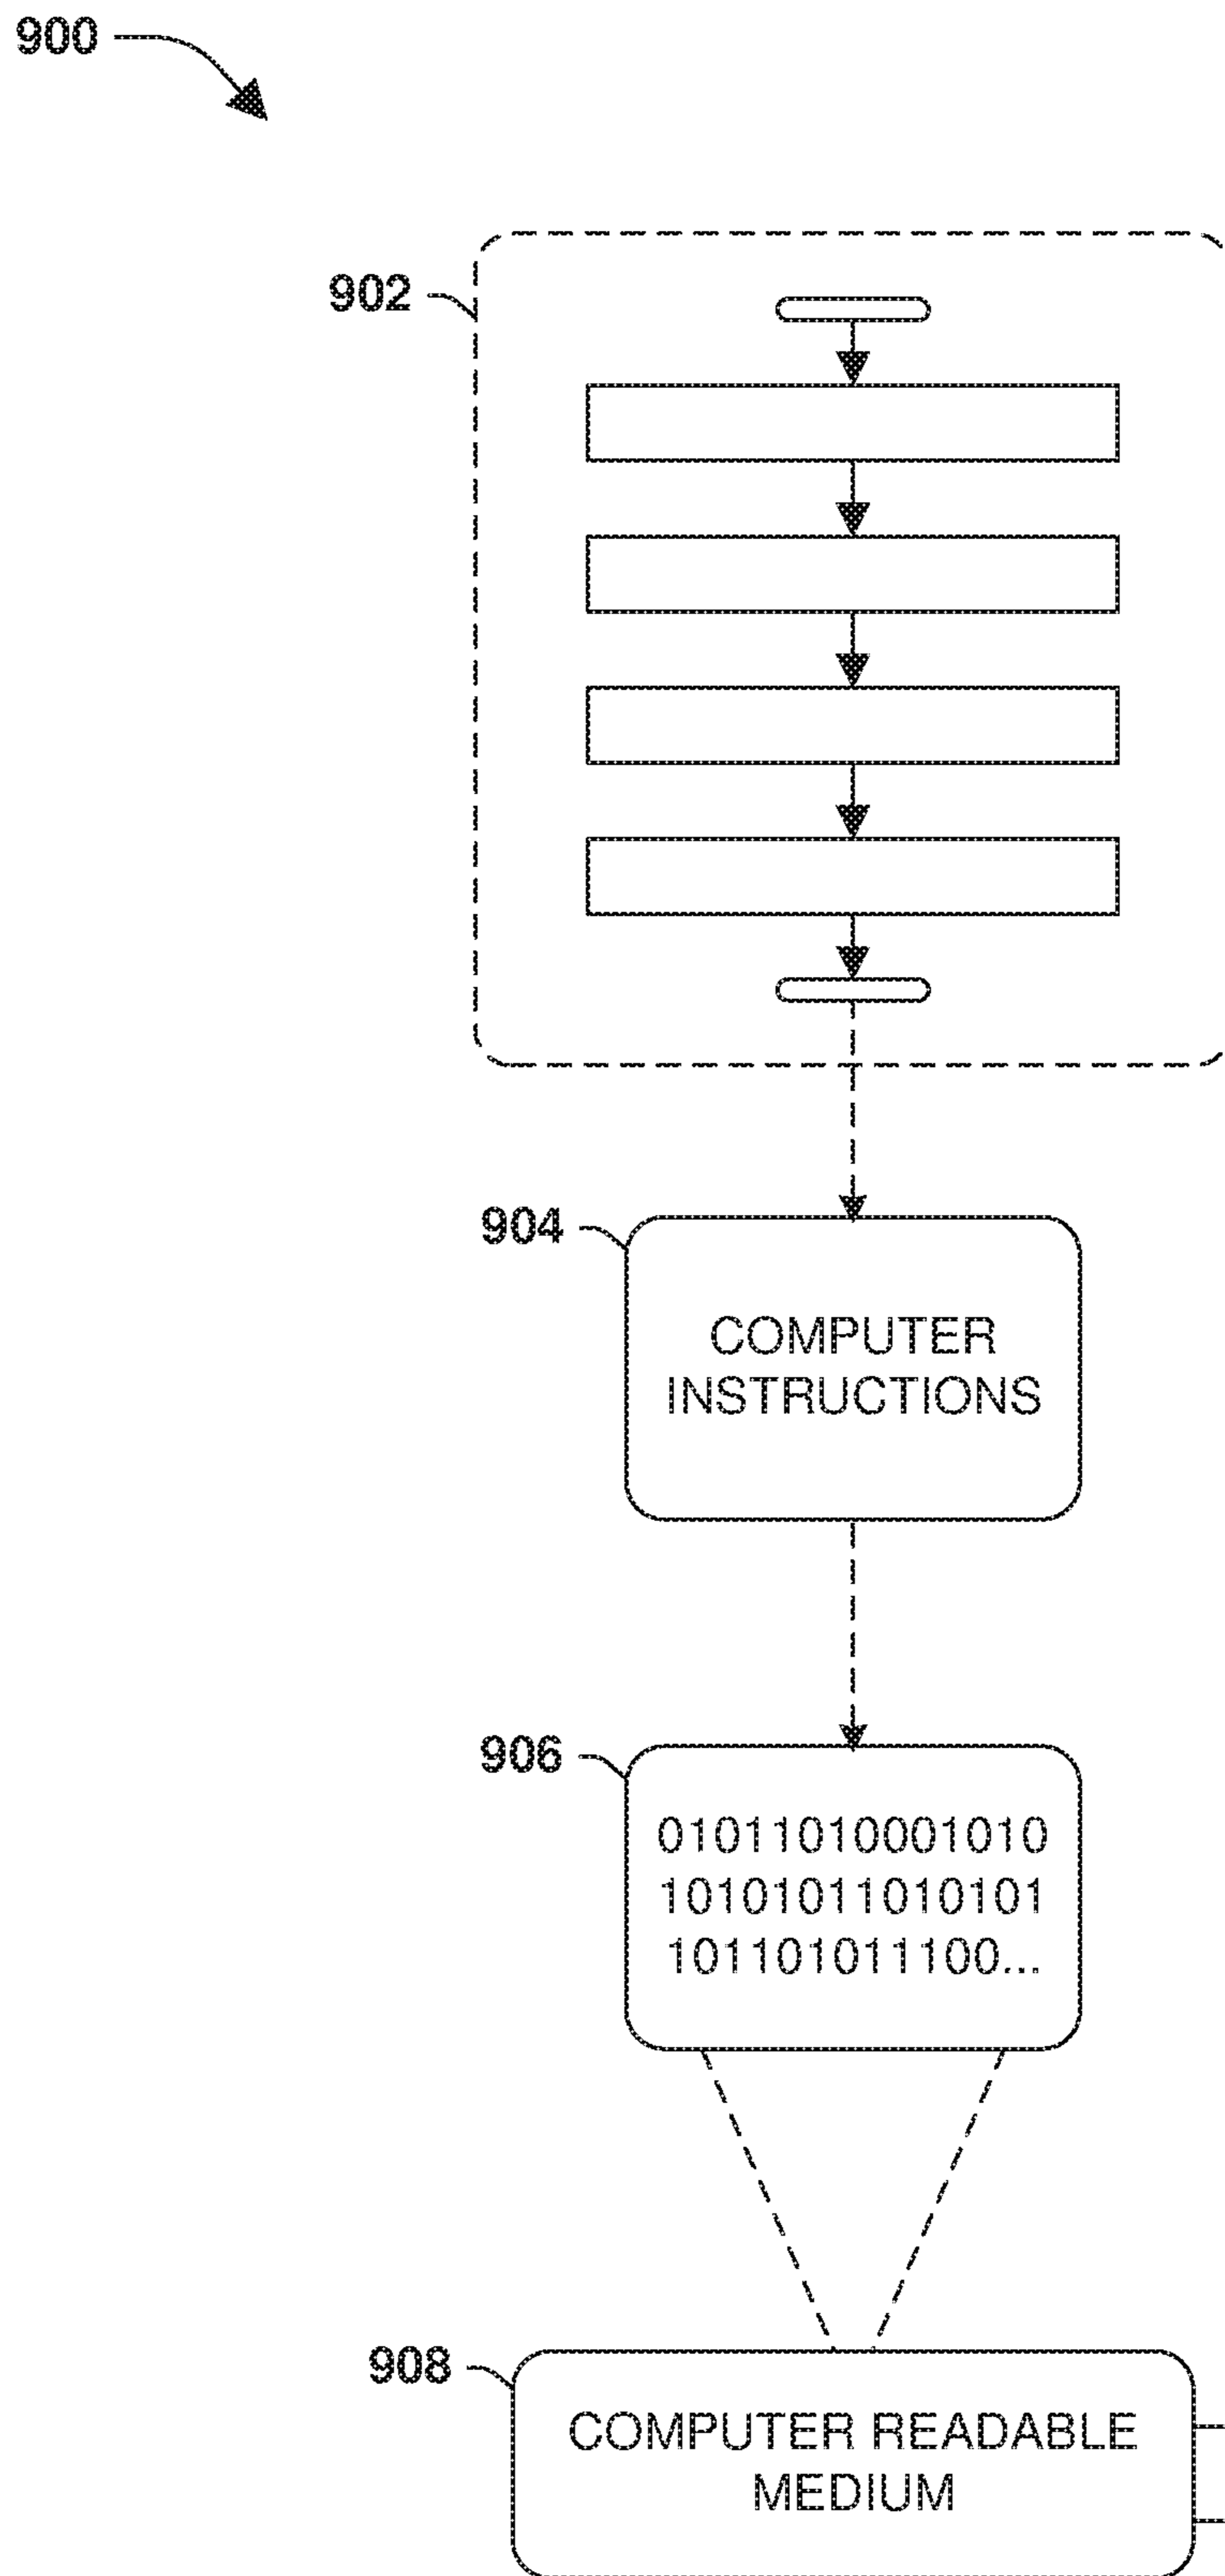 900
902
904
COMPUTER
INSTRUCTIONS
906
01011010001010
10101011010101
101101011100...
908
COMPUTER READABLE
MEDIUM